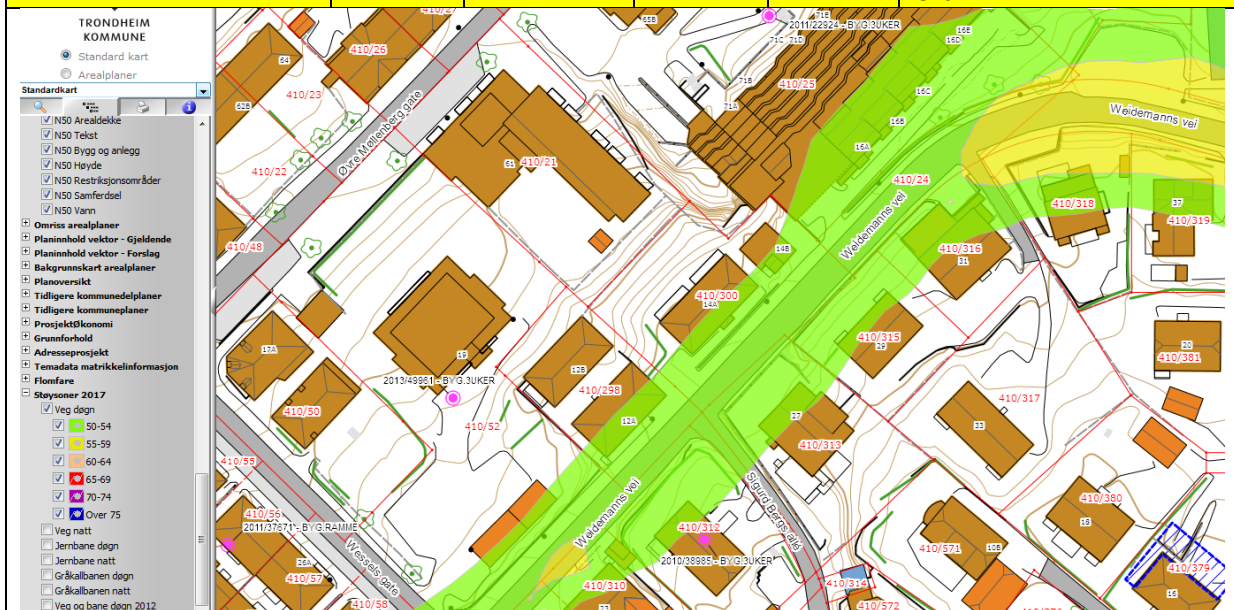 TRONDHEIM
KOMMUNE
Standard kart
Arealplaner
Standardkart
N50 Arealdekke
N50 Tekst
N50 Bygg og anlegg
N50 Høyde
N50 Restriksjonsområder
N50 Samferdsel
N50 Vann
Omriss arealplaner
Planinnhold vektor - Gjeldende
Planinnhold vektor - Forslag
Bakgrunnskart arealplaner
Planoversikt
Tidligere kommunedelplaner
Tidligere kommuneplaner
ProsjektØkonomi
Grunnforhold
Adresseprosjekt
Temadata matrikkelinformasjon
Flomfare
Støysoner 2017
Veg døgn
50-54
55-59
60-64
65-69
70-74
Over 75
Veg natt
Jernbane døgn
Jernbane natt
Gråkallbanen døgn
Gråkallbanen natt
Veg og bane døgn 2012
410/27
65B
71E
2011/22924 - BYG.3UKER
71C 71D
16E
16D
410/26
64
410/23
62B
71B
410/25
71A
16C
16B
16A
Weidemanns vei
Øvre Møllenberg gate
410/22
61
410/21
410/24
410/318
37
410/319
410/48
14B
Weidemanns vei
410/316
31
410/300
14A
410/315
29
20
410/381
17A
19
12B
2013/49961 - BYG.3UKER
410/298
410/50
410/52
12A
27
410/313
33
410/317
410/55
410/56
2011/37671 - BYG.RAMME
26A
410/57
410/58
Wessels gate
Weidemanns vei
410/310
23
410/312
2010/38985 - BYG.3UKER
Sigurd Bergs allé
410/314
410/572
410/571
10B
410/380
18
410/379
16